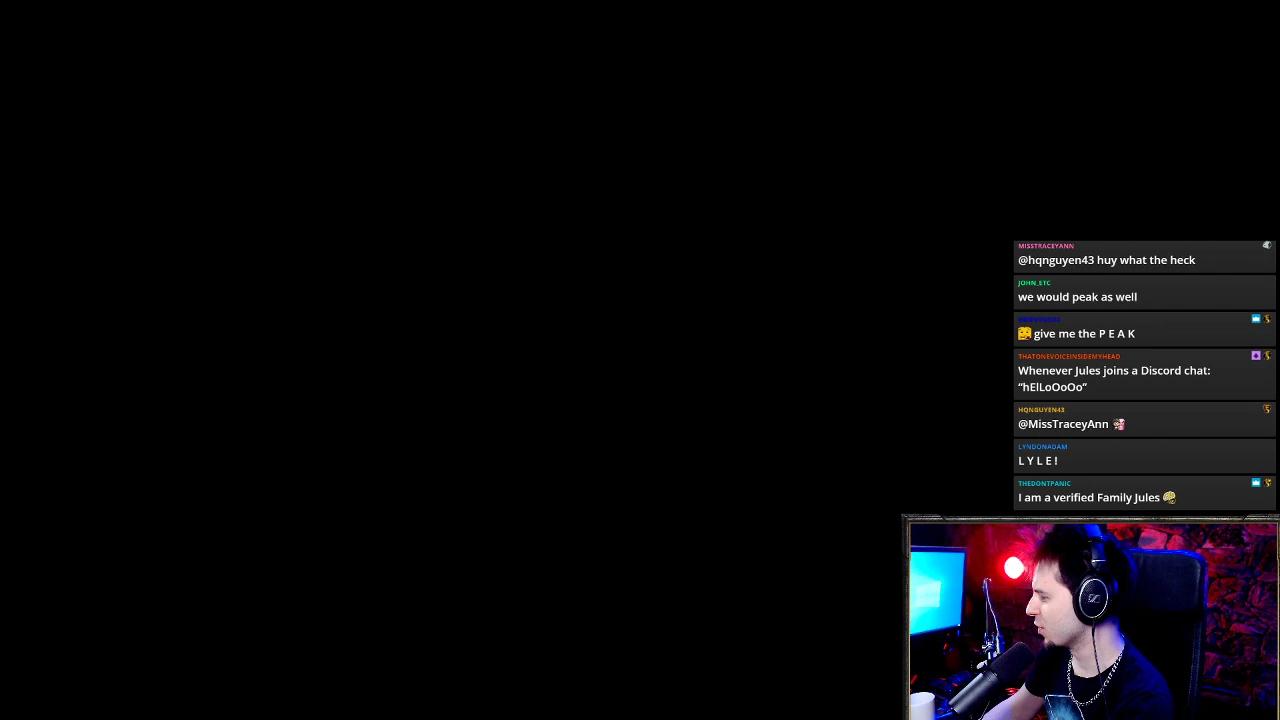 MISSTRACEYANN
@hqnguyen43 huy what the heck
JOHN_ETC
we would peak as well
give me the P E A K
THATONEVOICEINSIDEMYHEAD
Whenever Jules joins a Discord chat:
“hElLoOoOo”
HQNGUYEN43
@MissTraceyAnn
LYNDONADAM
L Y L E !
THEDONTPANIC
I am a verified Family Jules